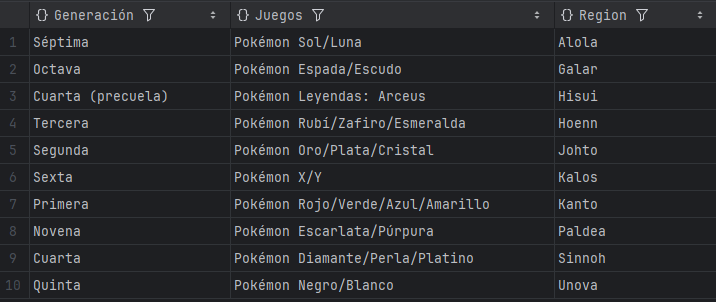 {} Generación {} Juegos {} Region
1 Séptima Pokémon Sol/Luna Alola
2 Octava Pokémon Espada/Escudo Galar
3 Cuarta (precuela) Pokémon Leyendas: Arceus Hisui
4 Tercera Pokémon Rubí/Zafiro/Esmeralda Hoenn
5 Segunda Pokémon Oro/Plata/Cristal Johto
6 Sexta Pokémon X/Y Kalos
7 Primera Pokémon Rojo/Verde/Azul/Amarillo Kanto
8 Novena Pokémon Escarlata/Púrpura Paldea
9 Cuarta Pokémon Diamante/Perla/Platino Sinnoh
10 Quinta Pokémon Negro/Blanco Unova